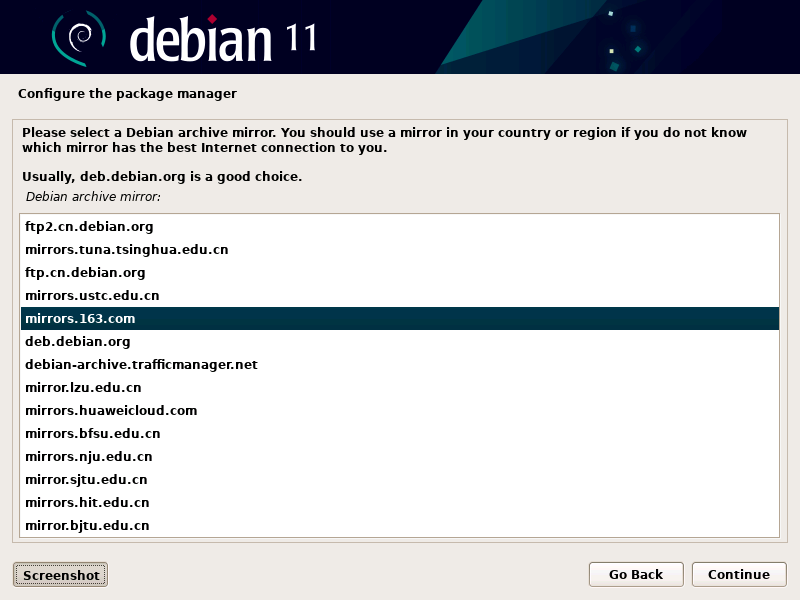 debian 11
Configure the package manager
Please select a Debian archive mirror. You should use a mirror in your country or region if you do not know
which mirror has the best Internet connection to you.
Usually, deb.debian.org is a good choice.
Debian archive mirror:
ftp2.cn.debian.org
mirrors.tuna.tsinghua.edu.cn
ftp.cn.debian.org
mirrors.ustc.edu.cn
mirrors.163.com
deb.debian.org
debian-archive.trafficmanager.net
mirror.lzu.edu.cn
mirrors.huaweicloud.com
mirrors.bfsu.edu.cn
mirrors.nju.edu.cn
mirror.sjtu.edu.cn
mirrors.hit.edu.cn
mirror.bjtu.edu.cn
Screenshot Go Back Continue